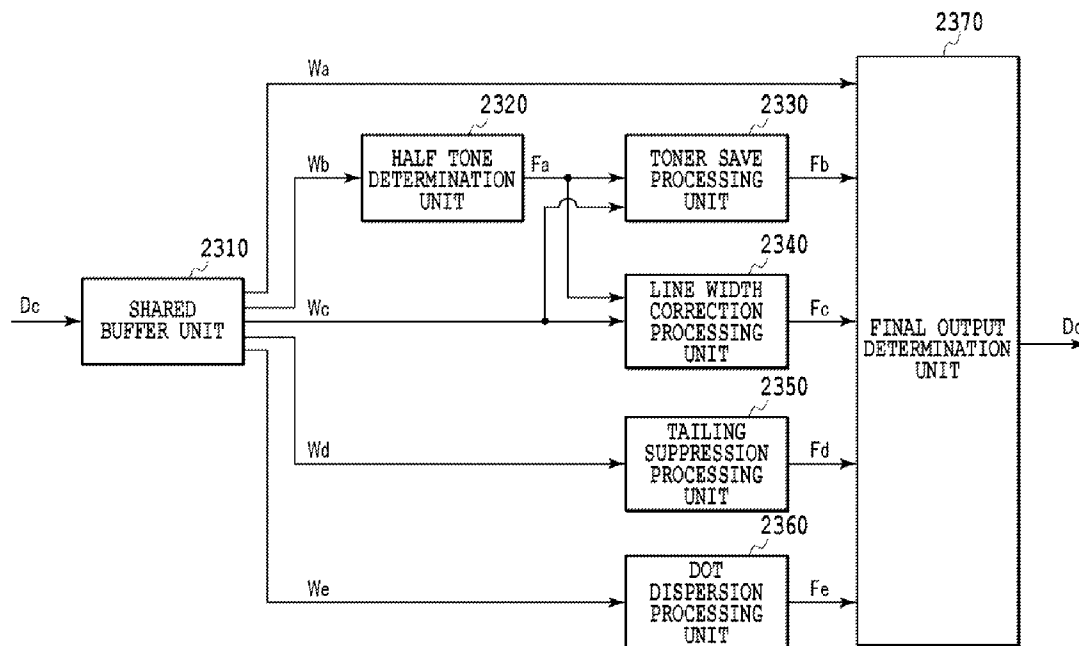 2370
Wa
2320
2330
Wb
HALF TONE
DETERMINATION
UNIT
Fa
TONER SAVE
PROCESSING
UNIT
Fb
2310
2340
Dc
SHARED
BUFFER UNIT
Wc
LINE WIDTH
CORRECTION
PROCESSING
UNIT
Fc
FINAL OUTPUT
DETERMINATION
UNIT
2350
Wd
TAILING
SUPPRESSION
PROCESSING
UNIT
Fd
2360
We
DOT
DISPERSION
PROCESSING
UNIT
Fe